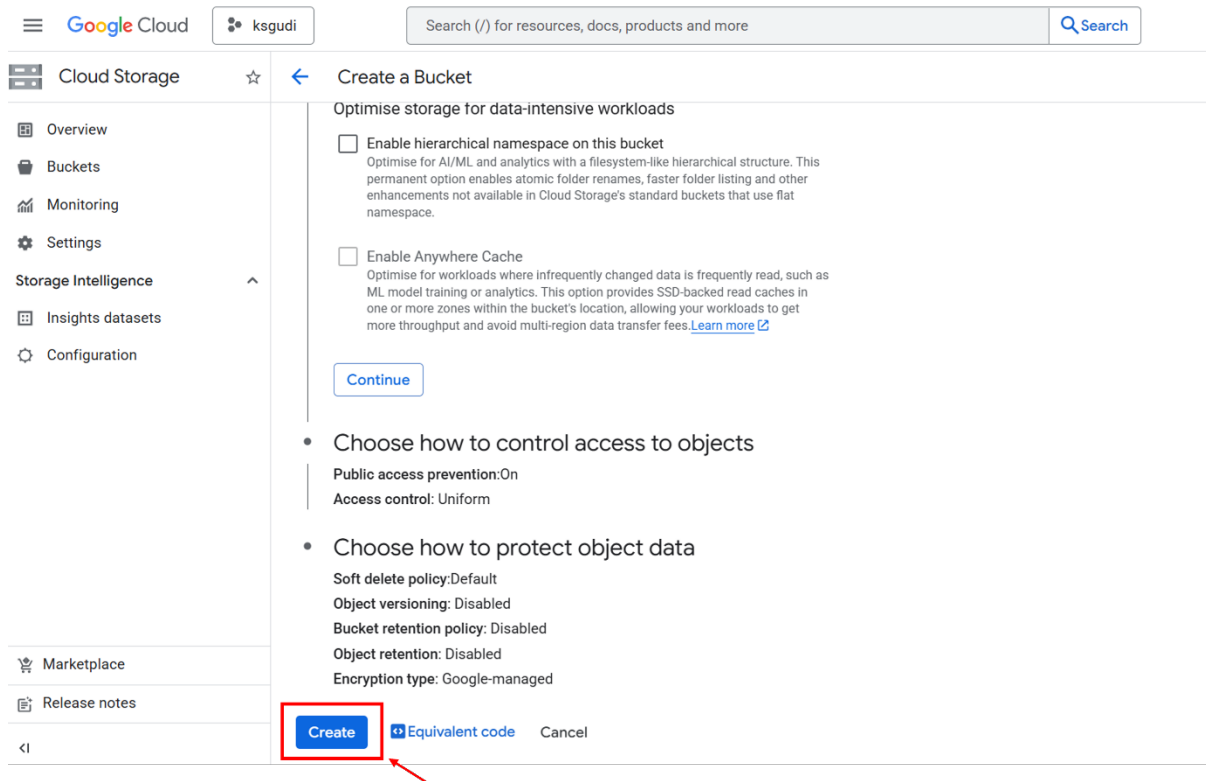 Google Cloud
ksgudi
Search (/) for resources, docs, products and more
Search
Cloud Storage
Create a Bucket
Overview
Buckets
Monitoring
Settings
Storage Intelligence
Insights datasets
Configuration
Marketplace
Release notes
Optimise storage for data-intensive workloads
Enable hierarchical namespace on this bucket
Optimise for AI/ML and analytics with a filesystem-like hierarchical structure. This
permanent option enables atomic folder renames, faster folder listing and other
enhancements not available in Cloud Storage's standard buckets that use flat
namespace.
Enable Anywhere Cache
Optimise for workloads where infrequently changed data is frequently read, such as
ML model training or analytics. This option provides SSD-backed read caches in
one or more zones within the bucket's location, allowing your workloads to get
more throughput and avoid multi-region data transfer fees.Learn more
Continue
Choose how to control access to objects
Public access prevention:On
Access control: Uniform
Choose how to protect object data
Soft delete policy:Default
Object versioning: Disabled
Bucket retention policy: Disabled
Object retention: Disabled
Encryption type: Google-managed
Create
Equivalent code
Cancel